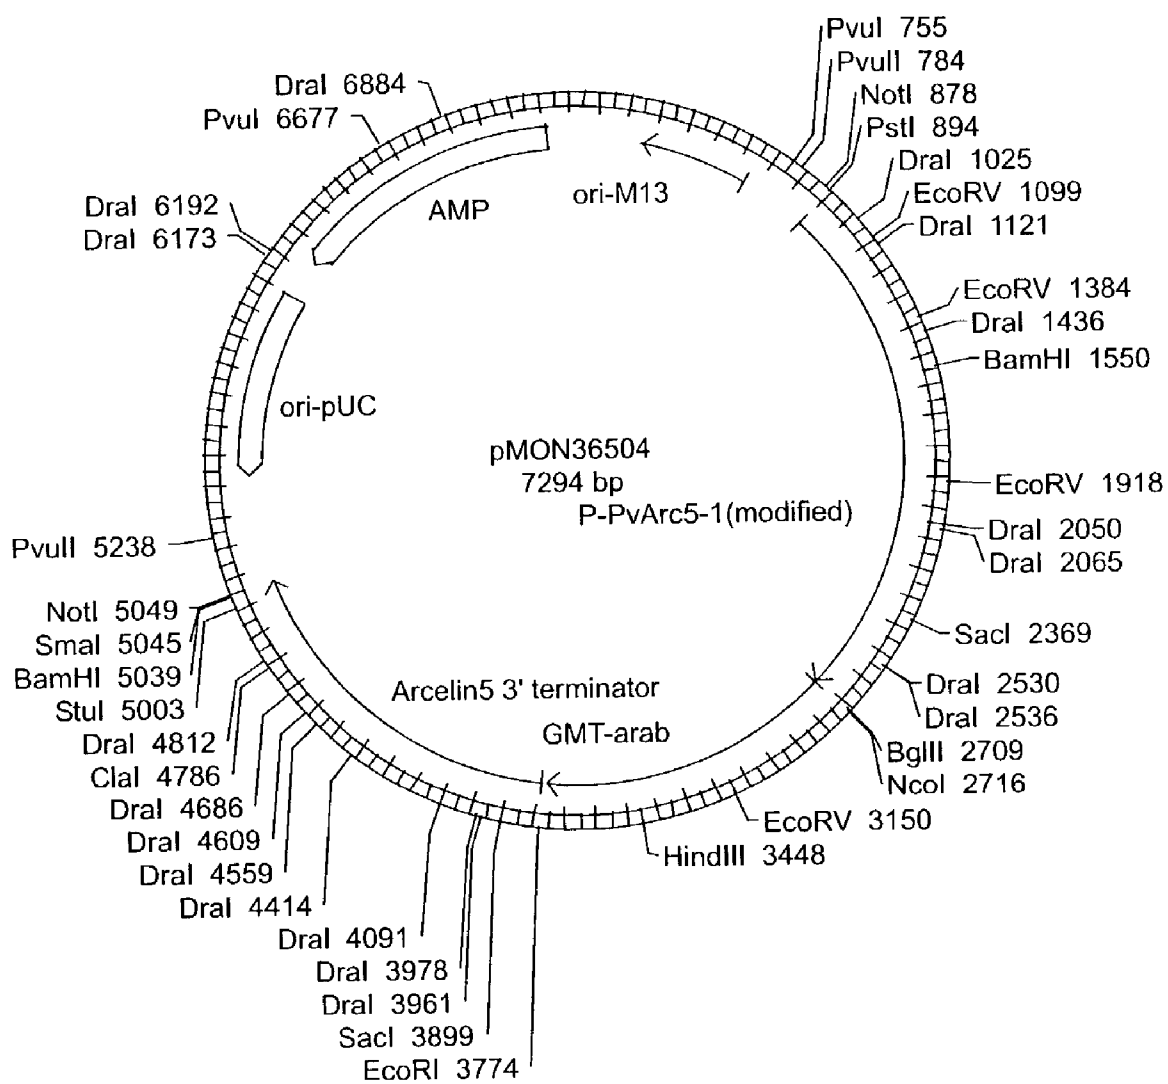 PvuI 755
PvuII 784
NotI 878
PstI 894
DraI 1025
EcoRV 1099
DraI 1121
EcoRV 1384
DraI 1436
BamHI 1550
EcoRV 1918
DraI 2050
DraI 2065
SacI 2369
DraI 2530
DraI 2536
BglII 2709
NcoI 2716
EcoRV 3150
HindIII 3448
EcoRI 3774
SacI 3899
DraI 3961
DraI 3978
DraI 4091
DraI 4414
DraI 4559
DraI 4609
DraI 4686
ClaI 4786
DraI 4812
StuI 5003
BamHI 5039
SmaI 5045
NotI 5049
PvuII 5238
DraI 6173
DraI 6192
PvuI 6677
DraI 6884
ori-M13
AMP
ori-pUC
pMON36504
7294 bp
P-PvArc5-1(modified)
Arcelin5 3' terminator
GMT-arab